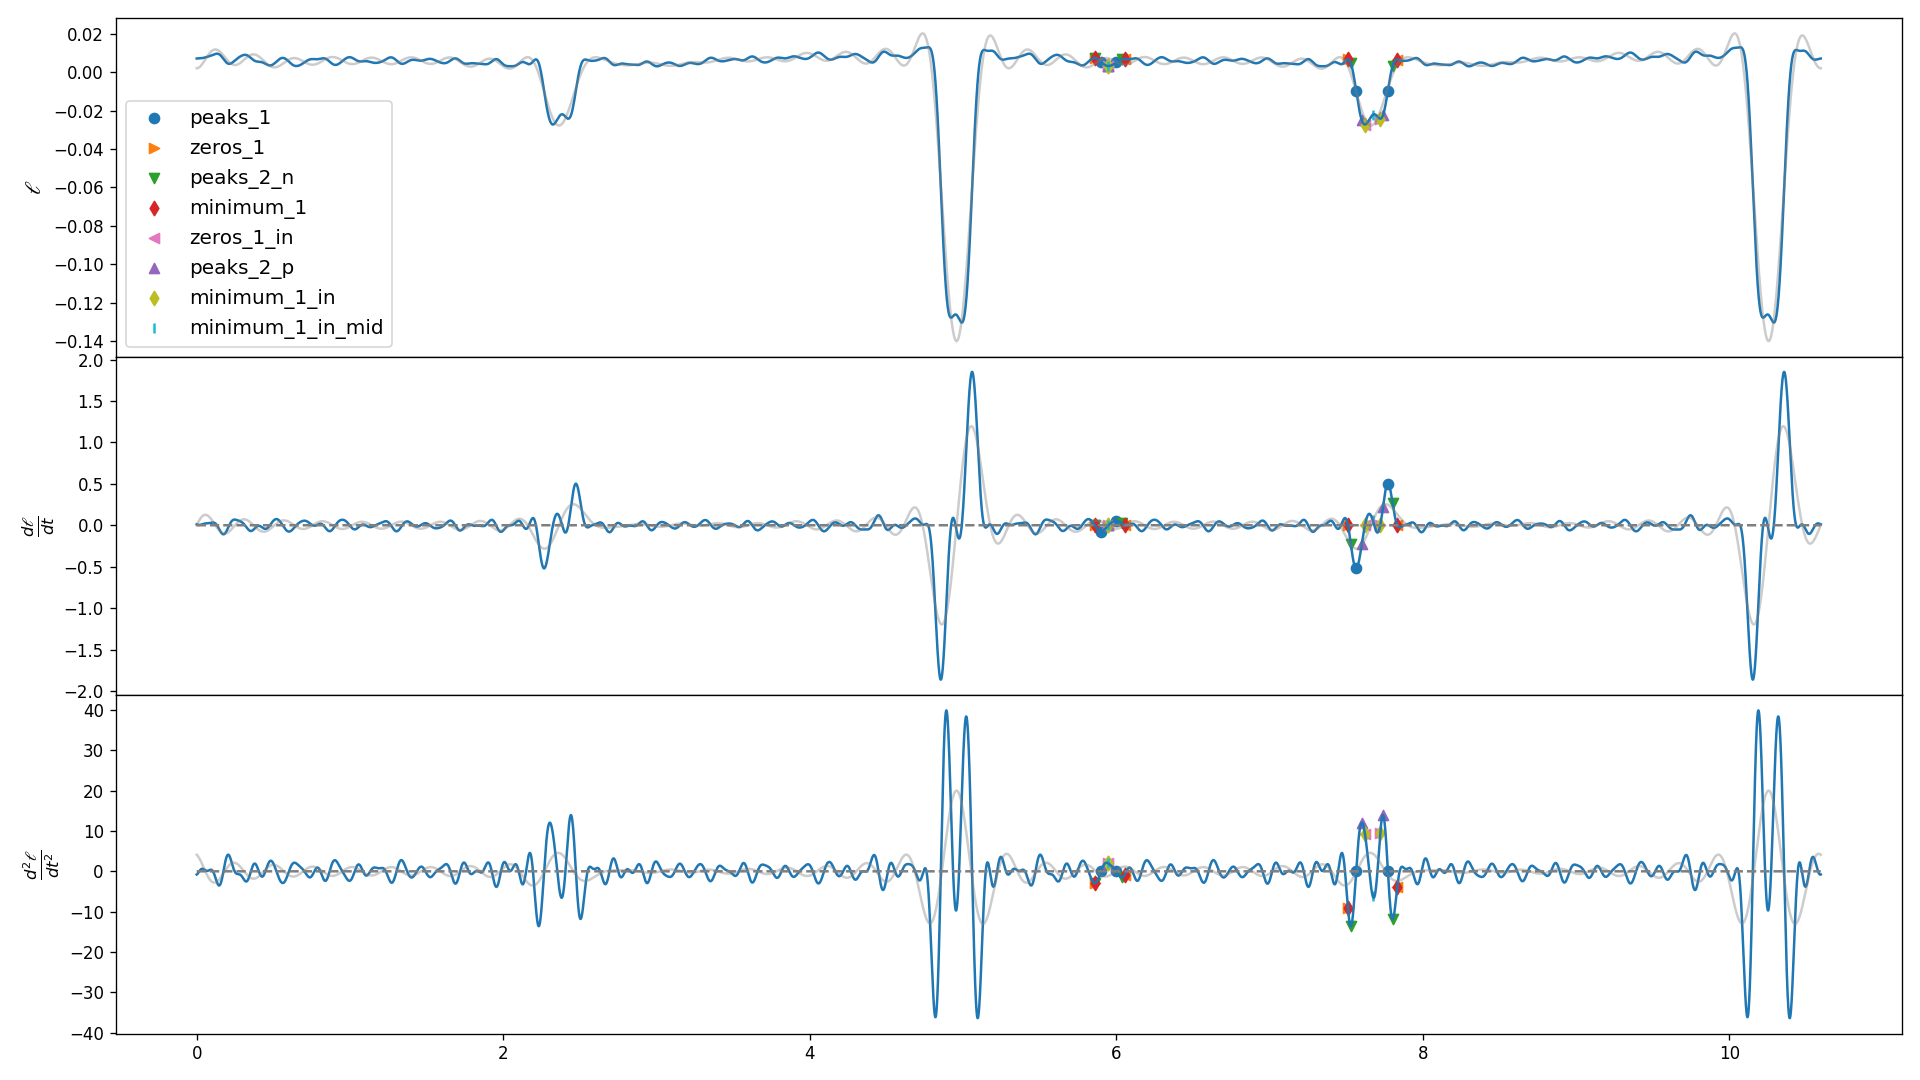 0.02
0.00
−0.02
−0.04
−0.06
−0.08
−0.10
−0.12
−0.14
ℓ
peaks_1
zeros_1
peaks_2_n
minimum_1
zeros_1_in
peaks_2_p
minimum_1_in
minimum_1_in_mid
2.0
1.5
1.0
0.5
0.0
−0.5
−1.0
−1.5
−2.0
dℓ
dt
40
30
20
10
0
−10
−20
−30
−40
d²ℓ
dt²
0 2 4 6 8 10